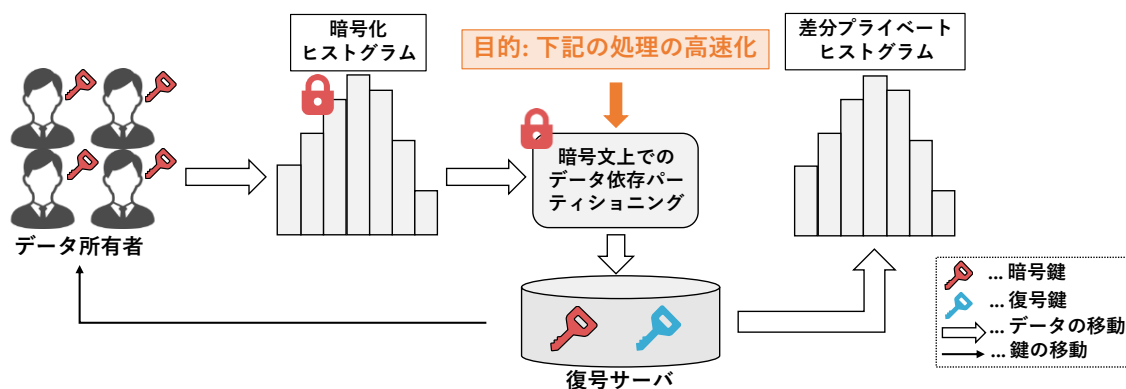 暗号化
ヒストグラム
目的: 下記の処理の高速化
差分プライベート
ヒストグラム
暗号文上での
データ依存パー
ティショニング
データ所有者
復号サーバ
... 暗号鍵
... 復号鍵
... データの移動
... 鍵の移動